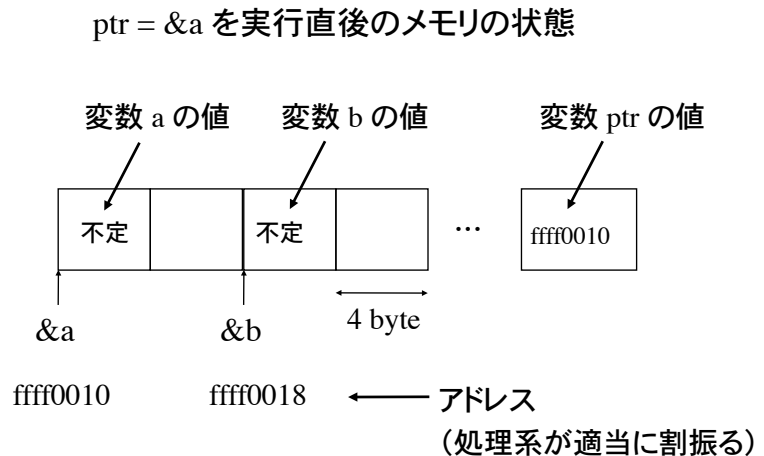 ptr = &a を実行直後のメモリの状態
変数 a の値 変数 b の値 変数 ptr の値
不定 不定 ... ffff0010
&a &b 4 byte
ffff0010 ffff0018 アドレス
（処理系が適当に割振る）